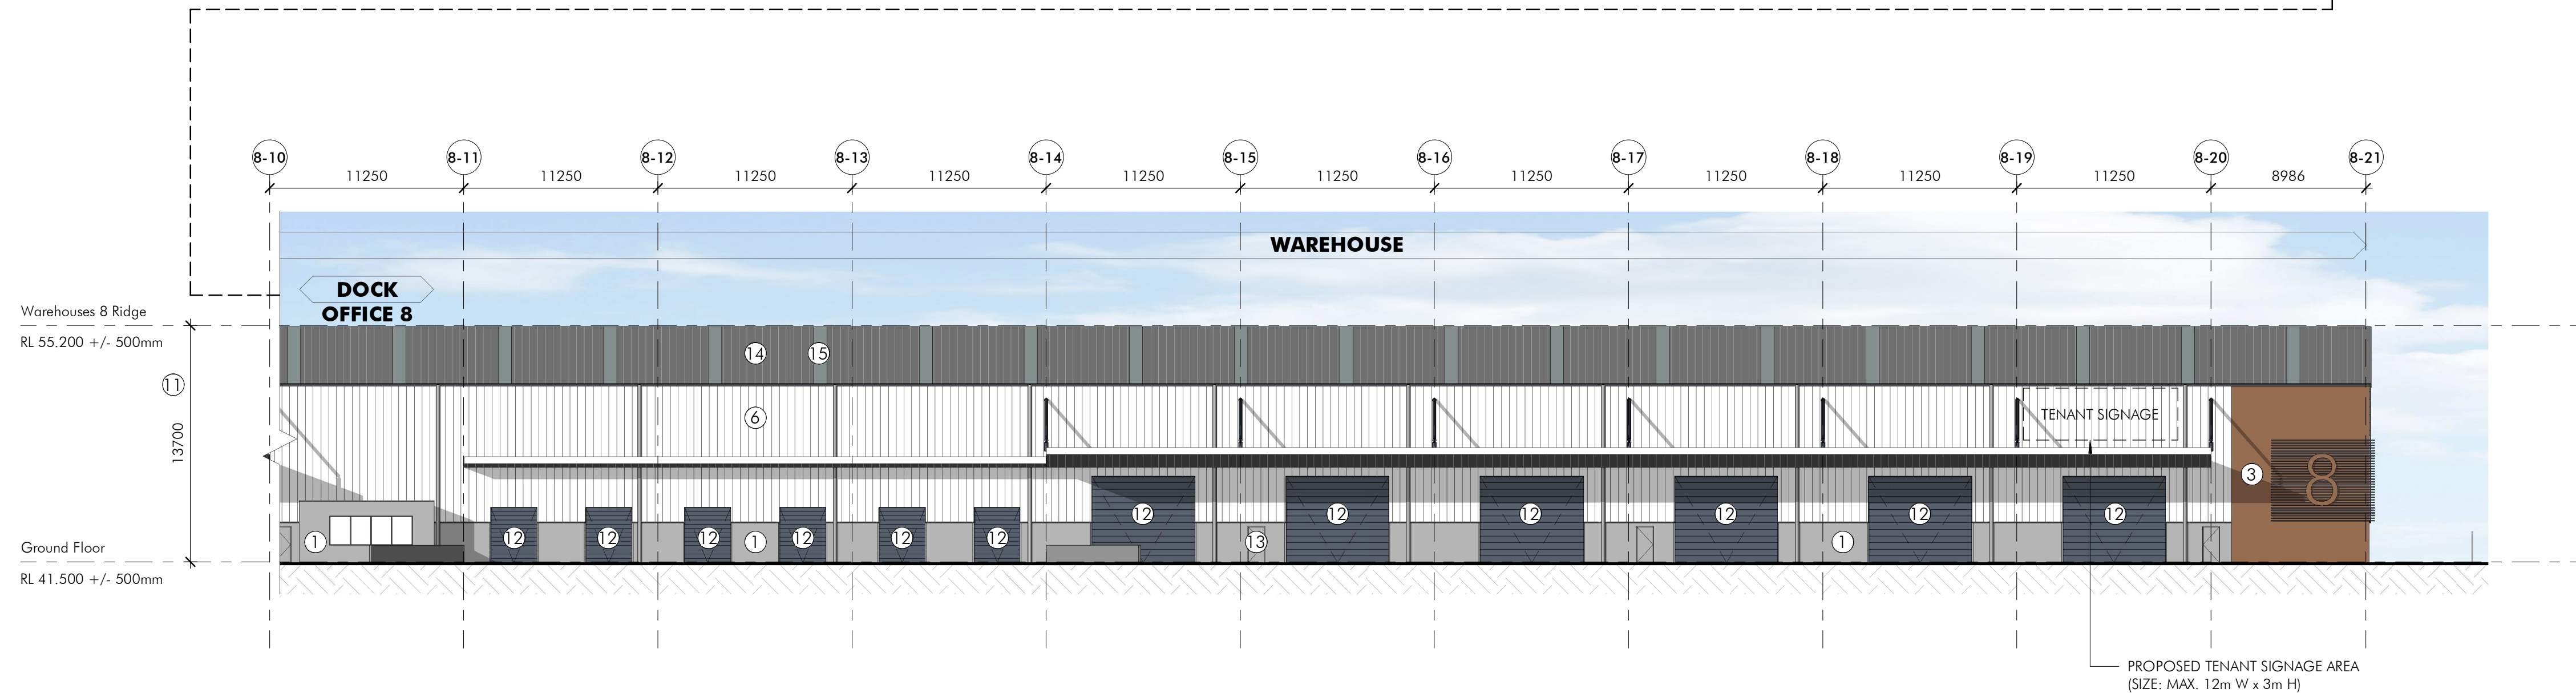 8-10 8-11 8-12 8-13 8-14 8-15 8-16 8-17 8-18 8-19 8-20 8-21
11250 11250 11250 11250 11250 11250 11250 11250 11250 11250 8986
WAREHOUSE
DOCK
OFFICE 8
Warehouses 8 Ridge
RL 55.200 +/- 500mm
14 15
11
6
TENANT SIGNAGE
13700
3
8
12 12 12 12 12 12
1 12 12 1 12 12 12 12 13 1
Ground Floor
RL 41.500 +/- 500mm
PROPOSED TENANT SIGNAGE AREA
(SIZE: MAX. 12m W x 3m H)